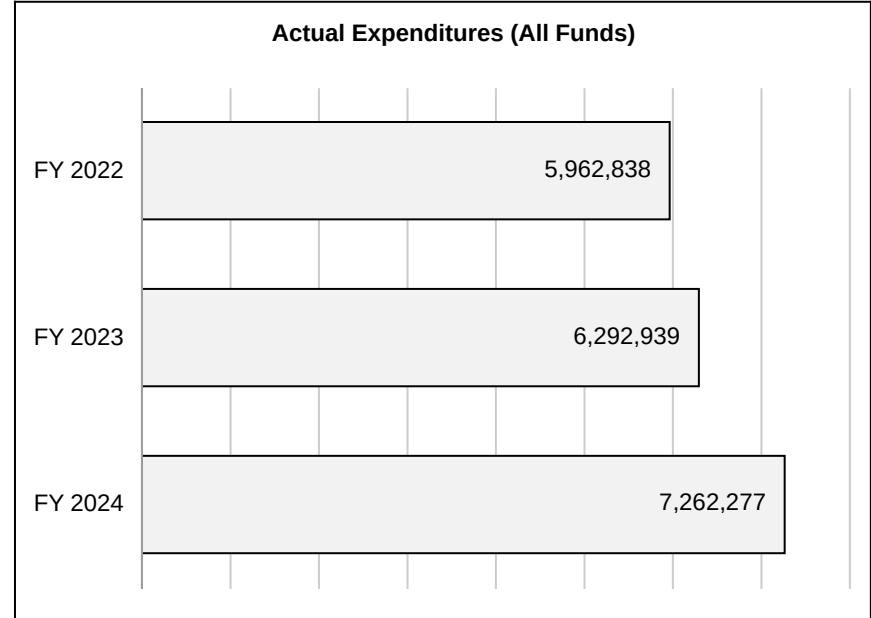 Actual Expenditures (All Funds)
FY 2022
5,962,838
FY 2023
6,292,939
FY 2024
7,262,277